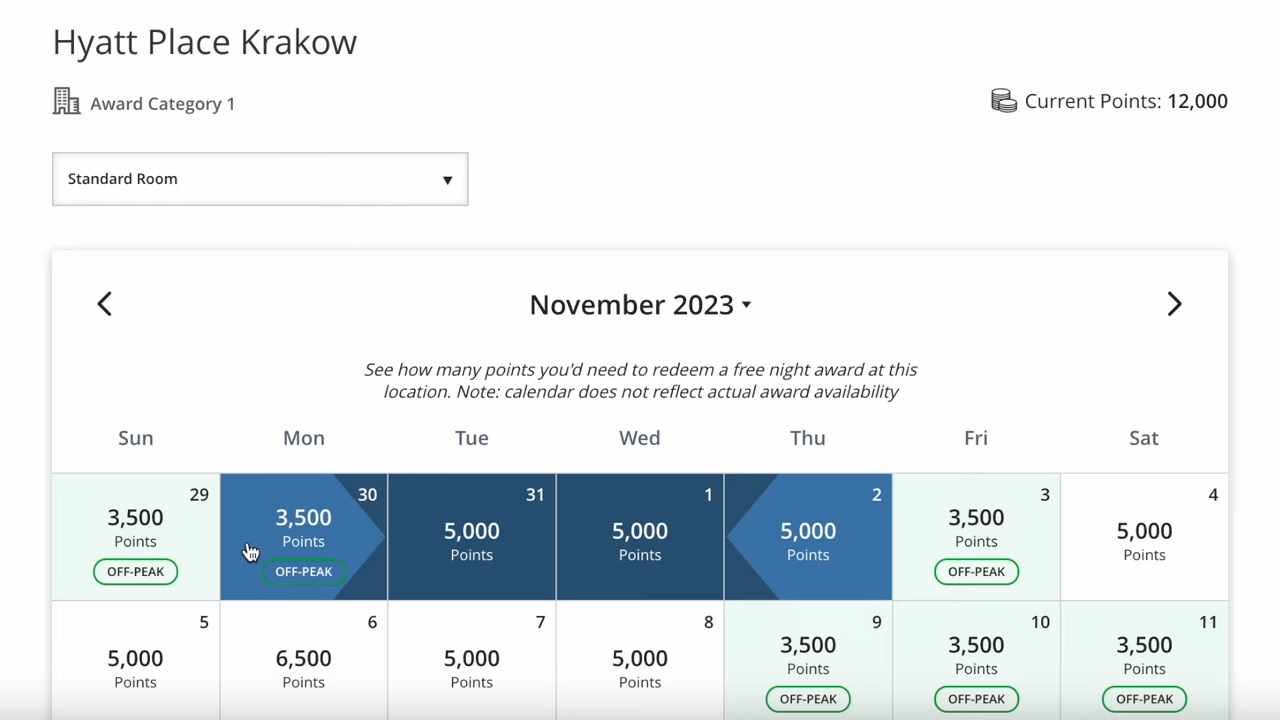 Hyatt Place Krakow
Award Category 1
Current Points: 12,000
Standard Room
November 2023
See how many points you'd need to redeem a free night award at this
location. Note: calendar does not reflect actual award availability
Sun Mon Tue Wed Thu Fri Sat
29 30 31 1 2 3 4
3,500 3,500 5,000 5,000 5,000 3,500 5,000
Points Points Points Points Points Points Points
OFF-PEAK OFF-PEAK OFF-PEAK
5 6 7 8 9 10 11
5,000 6,500 5,000 5,000 3,500 3,500 3,500
Points Points Points Points Points Points Points
OFF-PEAK OFF-PEAK OFF-PEAK